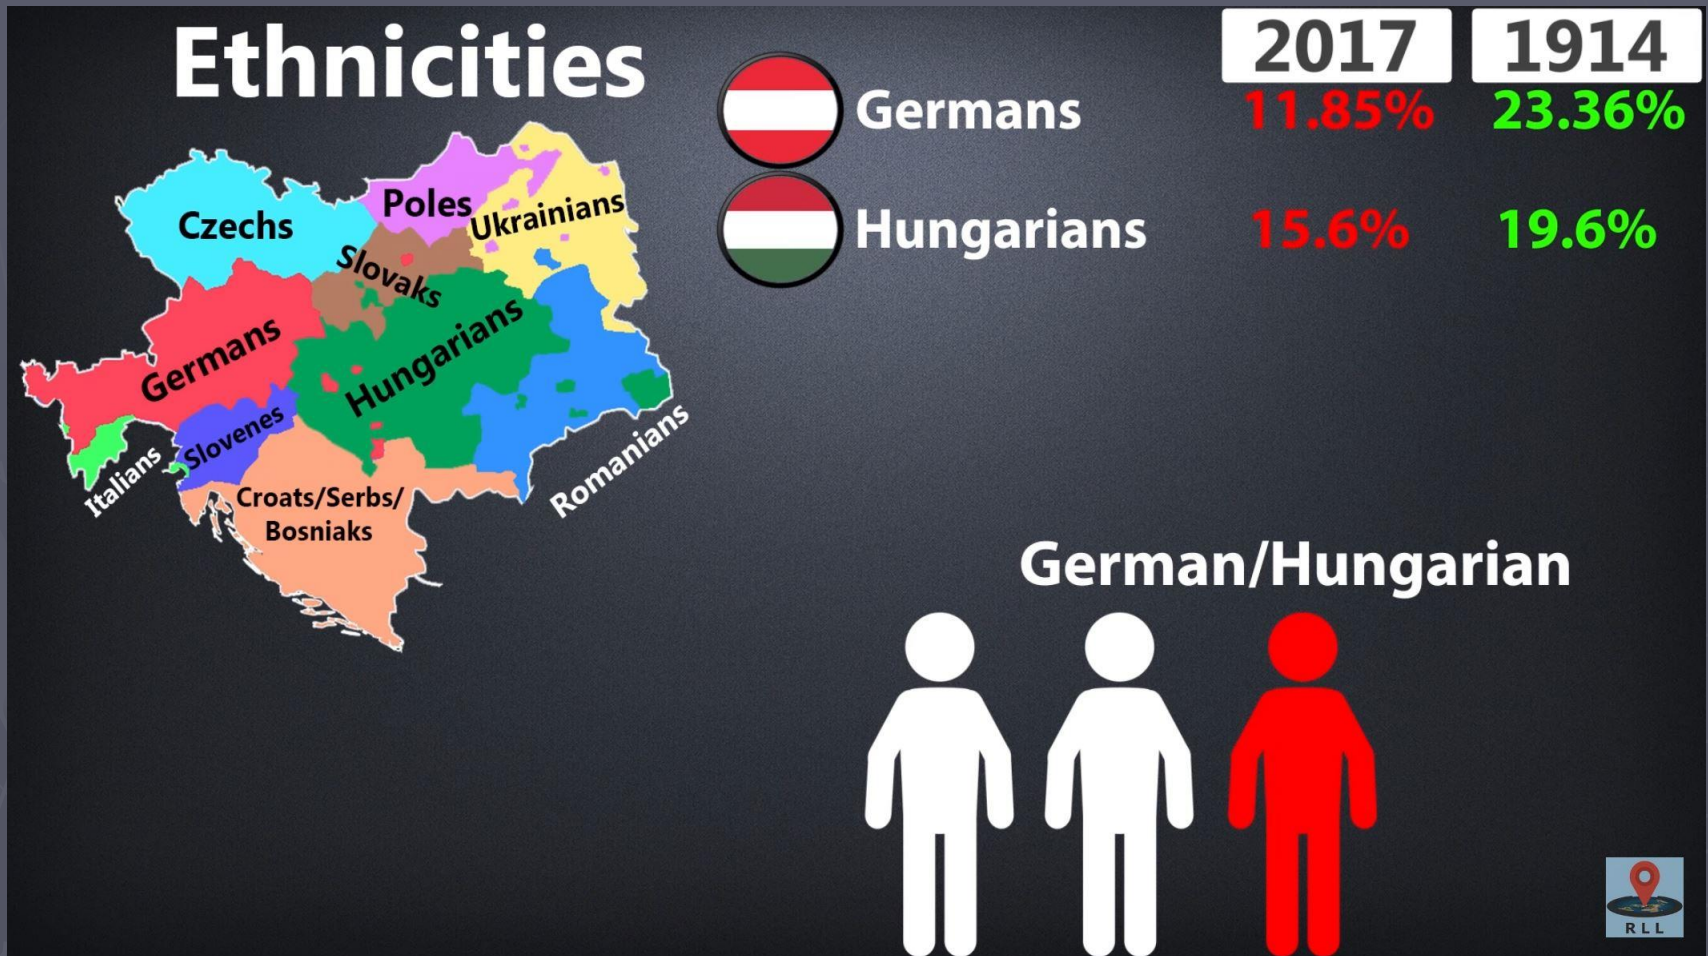 Ethnicities
2017 1914
Germans 11.85% 23.36%
Hungarians 15.6% 19.6%
Czechs
Poles
Ukrainians
Slovaks
Germans
Hungarians
Slovenes
Italians
Romanians
Croats/Serbs/
Bosniaks
German/Hungarian
RLL